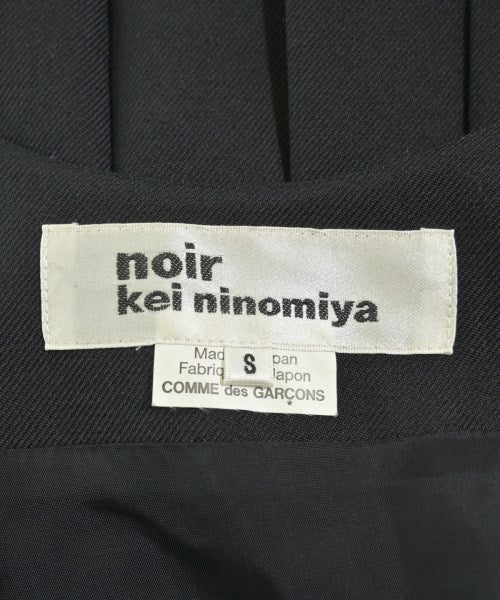 noir
kei ninomiya
Mad pan
S
Fabriq Japon
COMME des GARÇONS
*